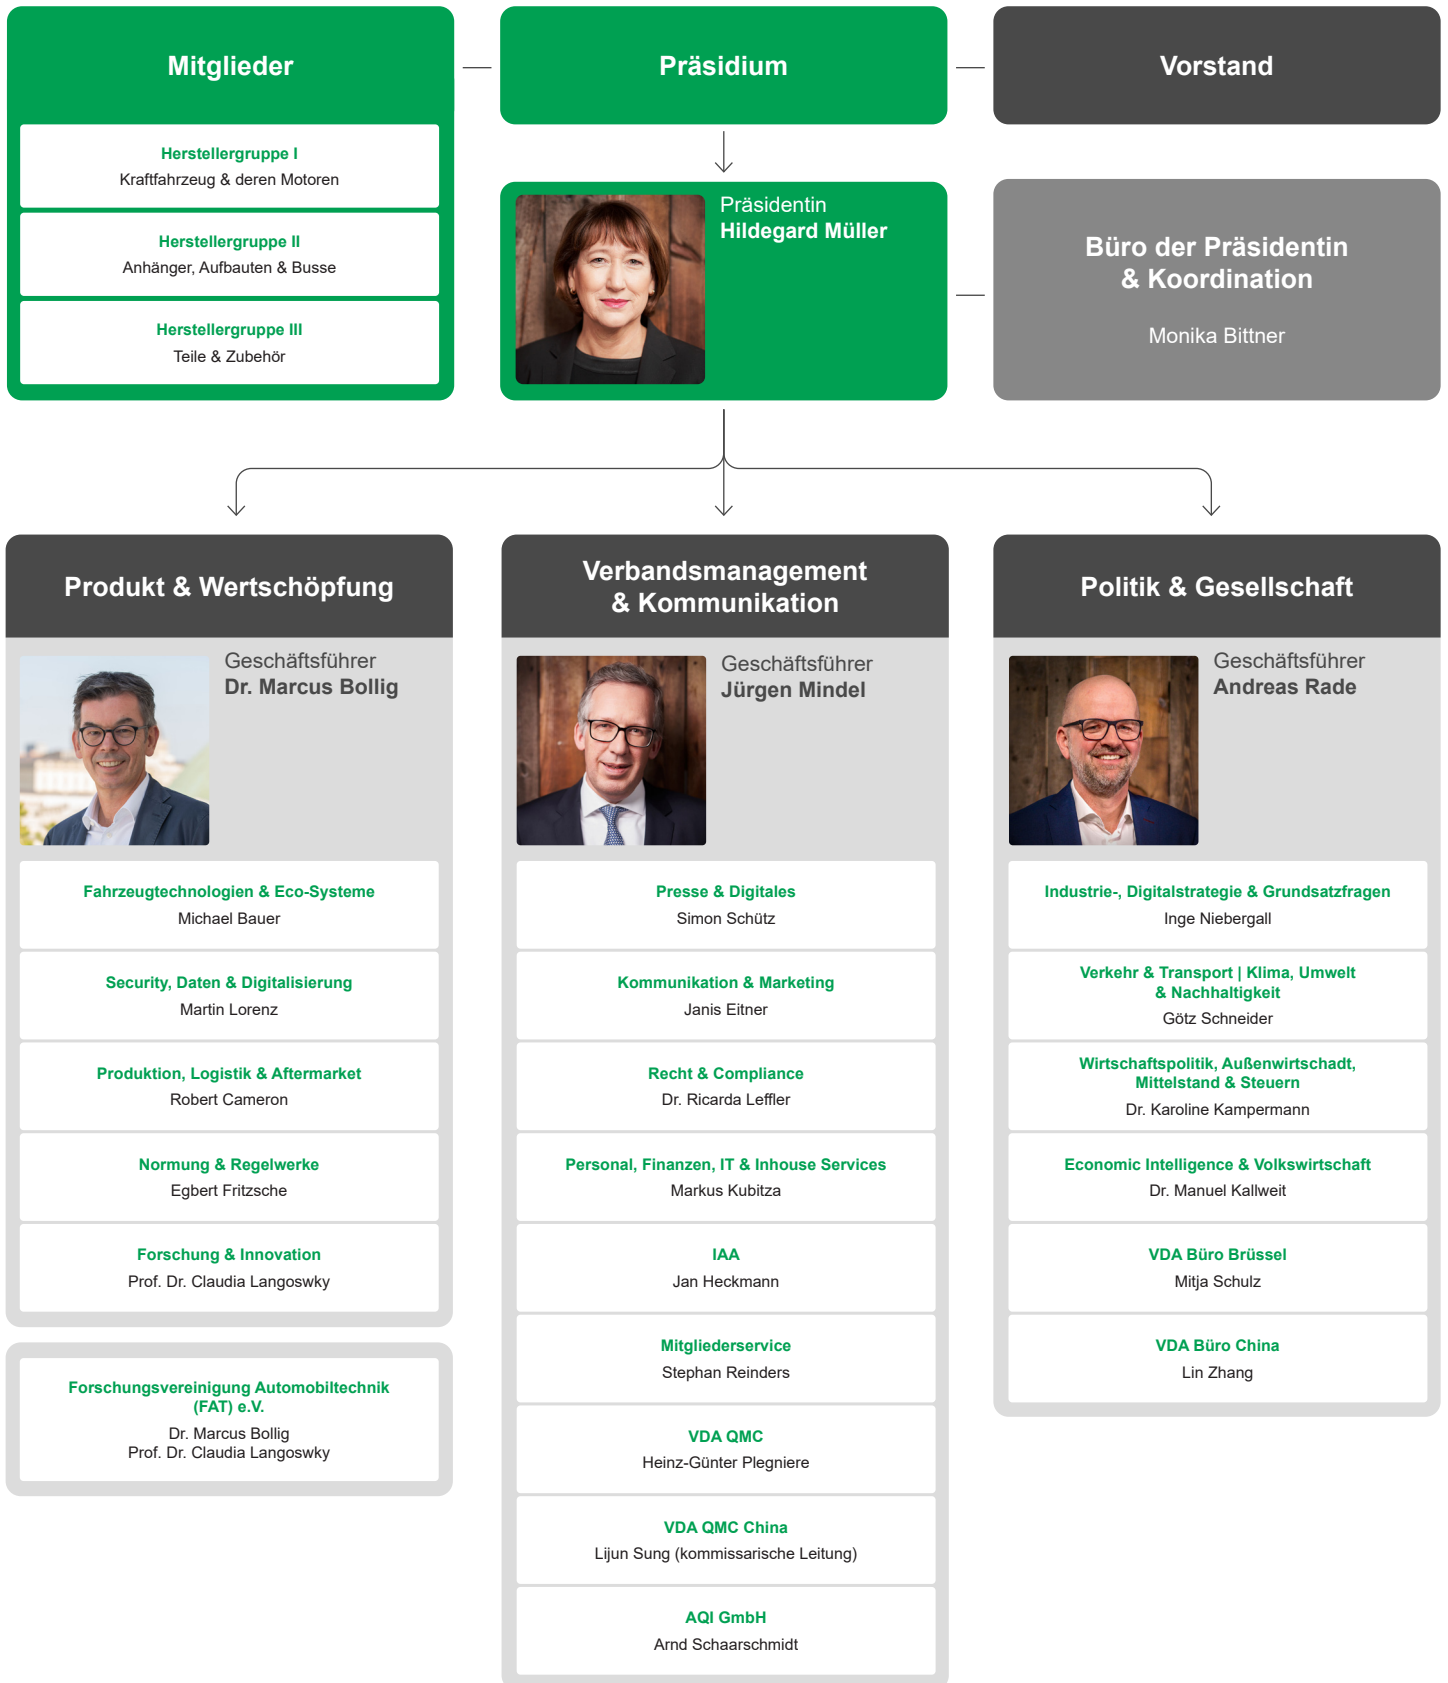 Mitglieder
Herstellergruppe I
Kraftfahrzeug & deren Motoren
Herstellergruppe II
Anhänger, Aufbauten & Busse
Herstellergruppe III
Teile & Zubehör
Präsidium
Vorstand
Präsidentin
Hildegard Müller
Büro der Präsidentin
& Koordination
Monika Bittner
Produkt & Wertschöpfung
Geschäftsführer
Dr. Marcus Bollig
Fahrzeugtechnologien & Eco-Systeme
Michael Bauer
Security, Daten & Digitalisierung
Martin Lorenz
Produktion, Logistik & Aftermarket
Robert Cameron
Normung & Regelwerke
Egbert Fritzsche
Forschung & Innovation
Prof. Dr. Claudia Langoswky
Forschungsvereinigung Automobiltechnik
(FAT) e.V.
Dr. Marcus Bollig
Prof. Dr. Claudia Langoswky
Verbandsmanagement
& Kommunikation
Geschäftsführer
Jürgen Mindel
Presse & Digitales
Simon Schütz
Kommunikation & Marketing
Janis Eitner
Recht & Compliance
Dr. Ricarda Leffler
Personal, Finanzen, IT & Inhouse Services
Markus Kubitza
IAA
Jan Heckmann
Mitgliederservice
Stephan Reinders
VDA QMC
Heinz-Günter Plegniere
VDA QMC China
Lijun Sung (kommissarische Leitung)
AQI GmbH
Arnd Schaarschmidt
Politik & Gesellschaft
Geschäftsführer
Andreas Rade
Industrie-, Digitalstrategie & Grundsatzfragen
Inge Niebergall
Verkehr & Transport | Klima, Umwelt
& Nachhaltigkeit
Götz Schneider
Wirtschaftspolitik, Außenwirtschadt,
Mittelstand & Steuern
Dr. Karoline Kampermann
Economic Intelligence & Volkswirtschaft
Dr. Manuel Kallweit
VDA Büro Brüssel
Mitja Schulz
VDA Büro China
Lin Zhang